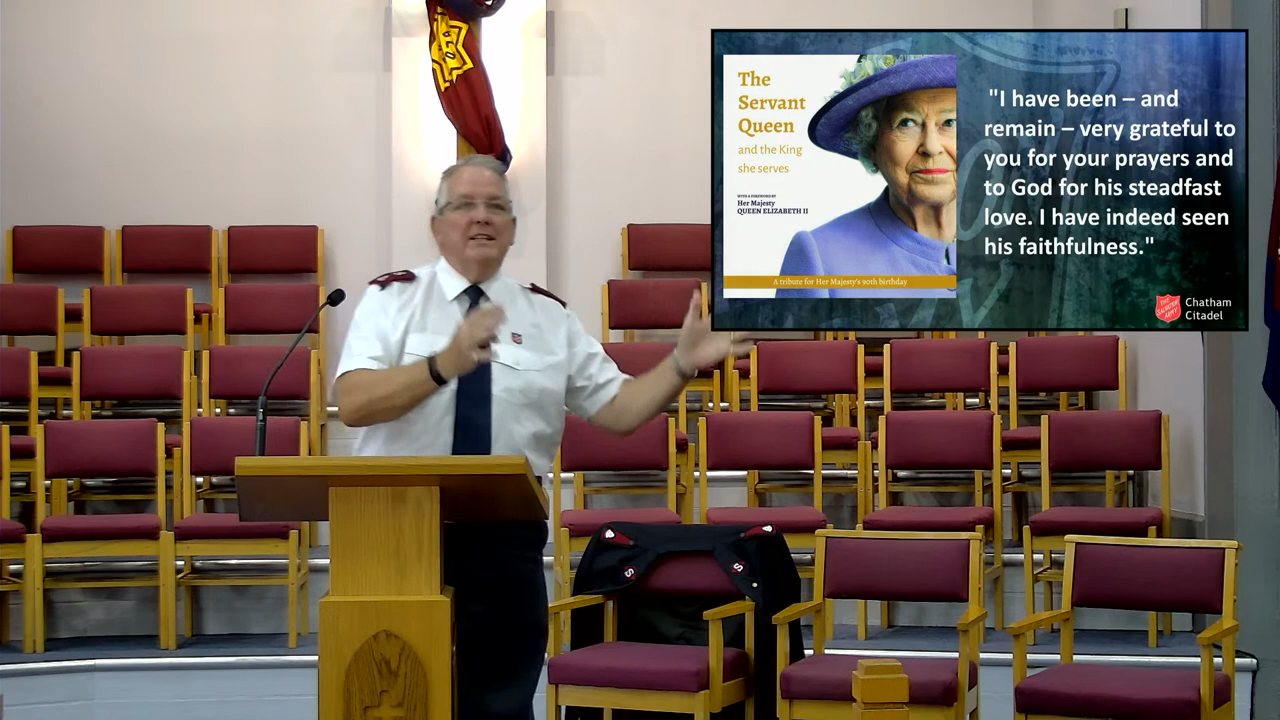 The
Servant
Queen
and the King
she serves
WITH A FOREWORD BY
Her Majesty
QUEEN ELIZABETH II
A tribute for Her Majesty's 90th birthday
"I have been – and
remain – very grateful to
you for your prayers and
to God for his steadfast
love. I have indeed seen
his faithfulness."
THE
SALVATION
ARMY
Chatham
Citadel
S
S